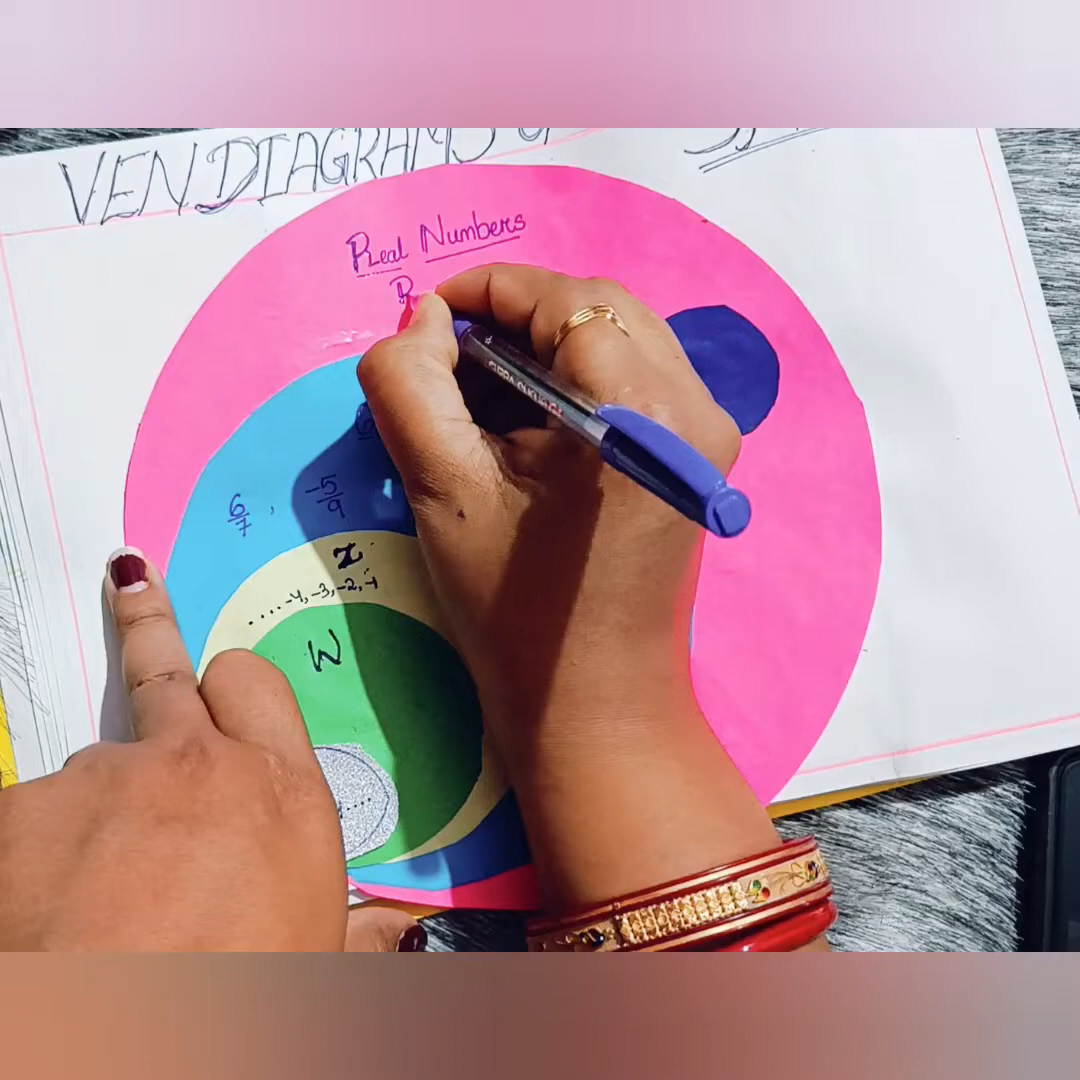 VEN DIAGRAMS
Real Numbers
R
6/7 , -5/9
Z
....-4, -3, -2, -1
W
.....